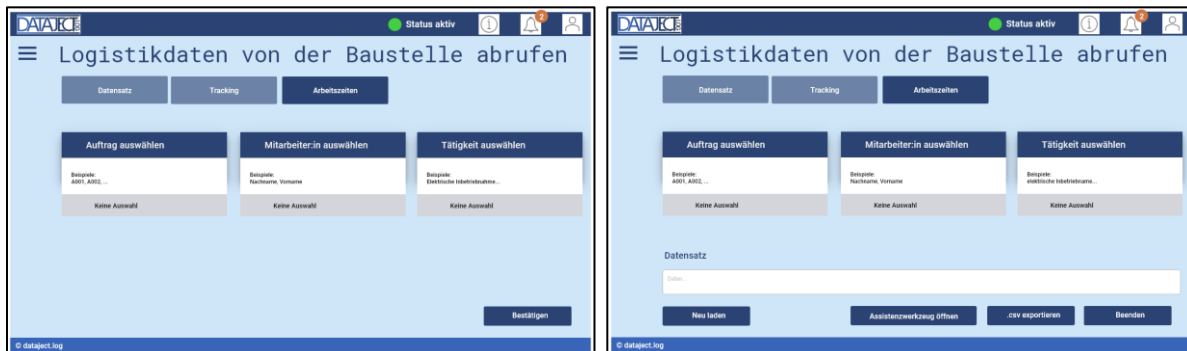 DATAJECT.LOG
Status aktiv
2
Logistikdaten von der Baustelle abrufen
Datensatz Tracking Arbeitszeiten
Auftrag auswählen Mitarbeiter:in auswählen Tätigkeit auswählen
Beispiele: Beispiele: Beispiele:
A001, A002, ... Nachname, Vorname Elektrische Inbetriebnahme...
Keine Auswahl Keine Auswahl Keine Auswahl
Bestätigen
© dataject.log
DATAJECT.LOG
Status aktiv
2
Logistikdaten von der Baustelle abrufen
Datensatz Tracking Arbeitszeiten
Auftrag auswählen Mitarbeiter:in auswählen Tätigkeit auswählen
Beispiele: Beispiele: Beispiele:
A001, A002, ... Nachname, Vorname elektrische Inbetriebname...
Keine Auswahl Keine Auswahl Keine Auswahl
Datensatz
Daten...
Neu laden Assistenzwerkzeug öffnen .csv exportieren Beenden
© dataject.log